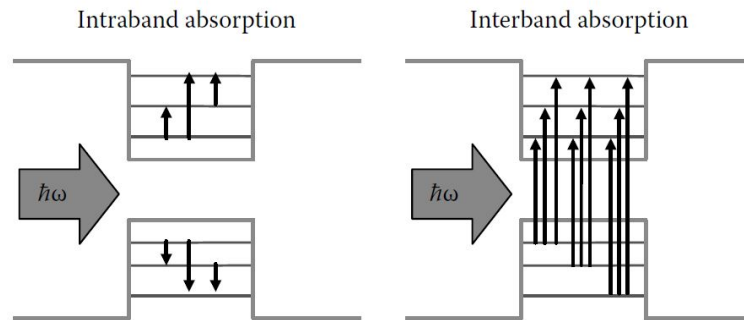 Intraband absorption
Interband absorption
ħω
ħω